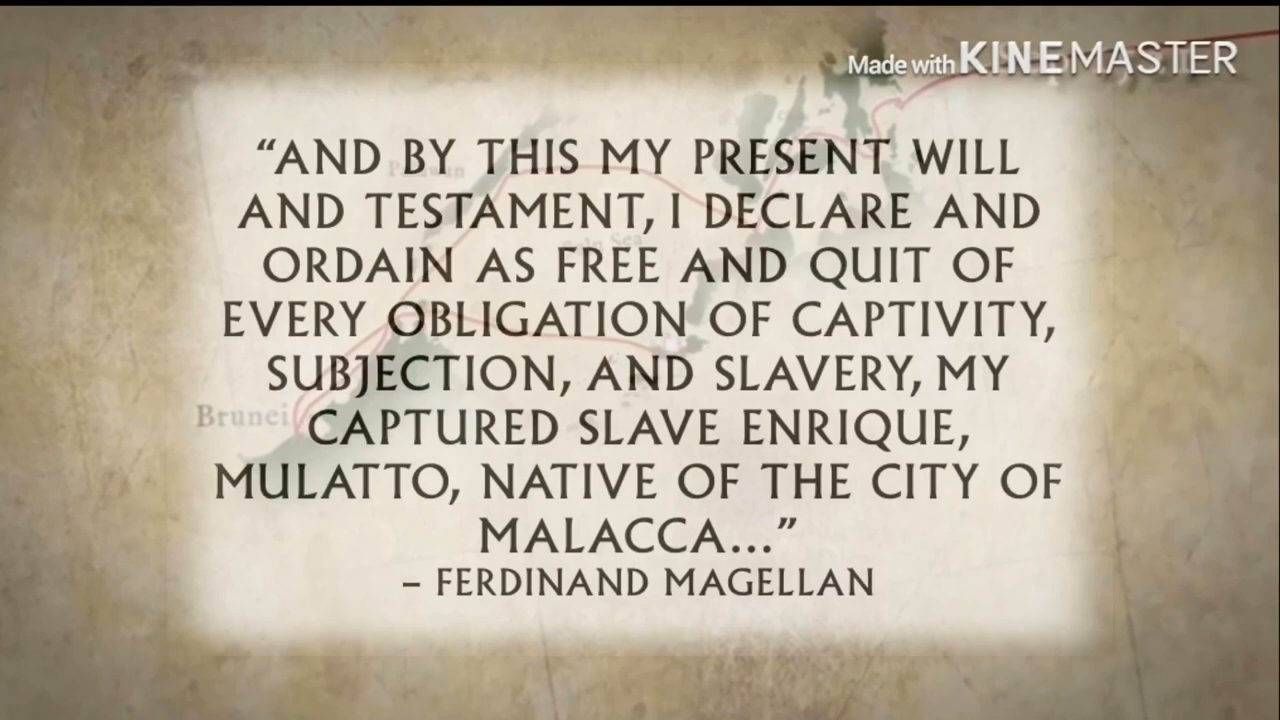 Made with KINEMASTER
“AND BY THIS MY PRESENT WILL
AND TESTAMENT, I DECLARE AND
ORDAIN AS FREE AND QUIT OF
EVERY OBLIGATION OF CAPTIVITY,
SUBJECTION, AND SLAVERY, MY
Brunei
CAPTURED SLAVE ENRIQUE,
MULATTO, NATIVE OF THE CITY OF
MALACCA...”
– FERDINAND MAGELLAN